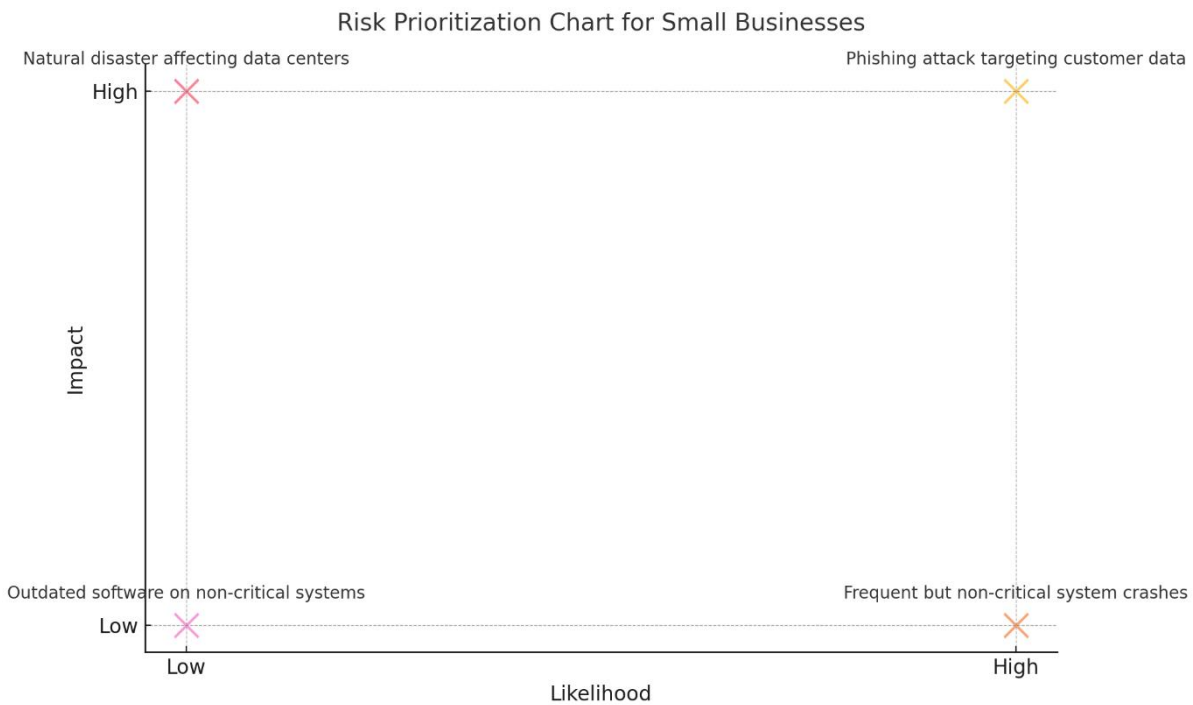 Risk Prioritization Chart for Small Businesses
Natural disaster affecting data centers
Phishing attack targeting customer data
High
Impact
Outdated software on non-critical systems
Frequent but non-critical system crashes
Low
Low
High
Likelihood